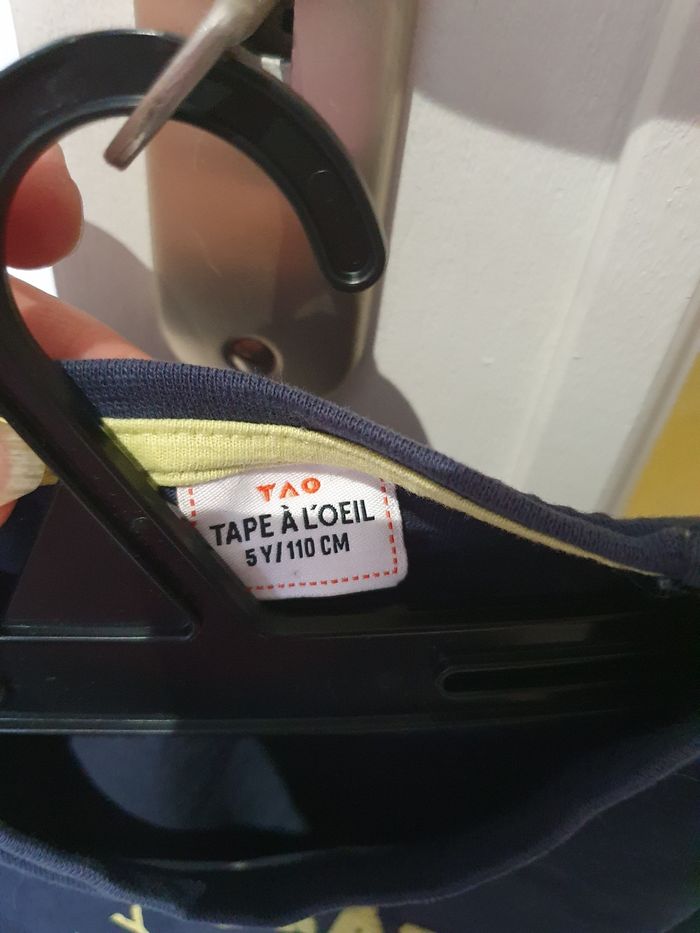 TAO
TAPE À L'OEIL
5 Y/110 CM